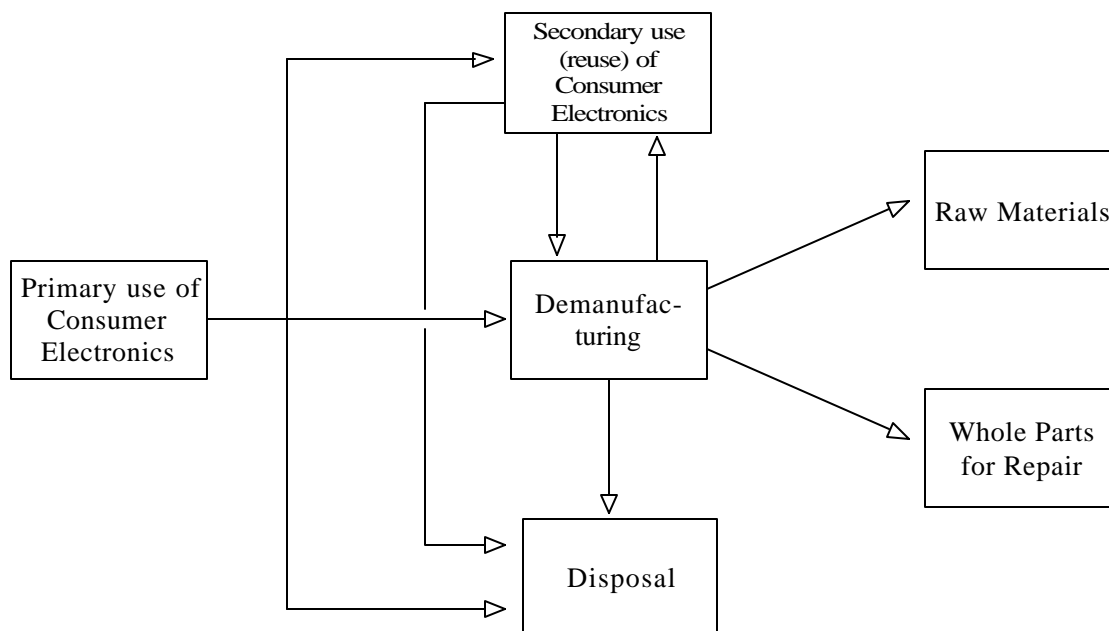 Secondary use
(reuse) of
Consumer
Electronics
Raw Materials
Primary use of
Consumer
Electronics
Demanufac-
turing
Whole Parts
for Repair
Disposal